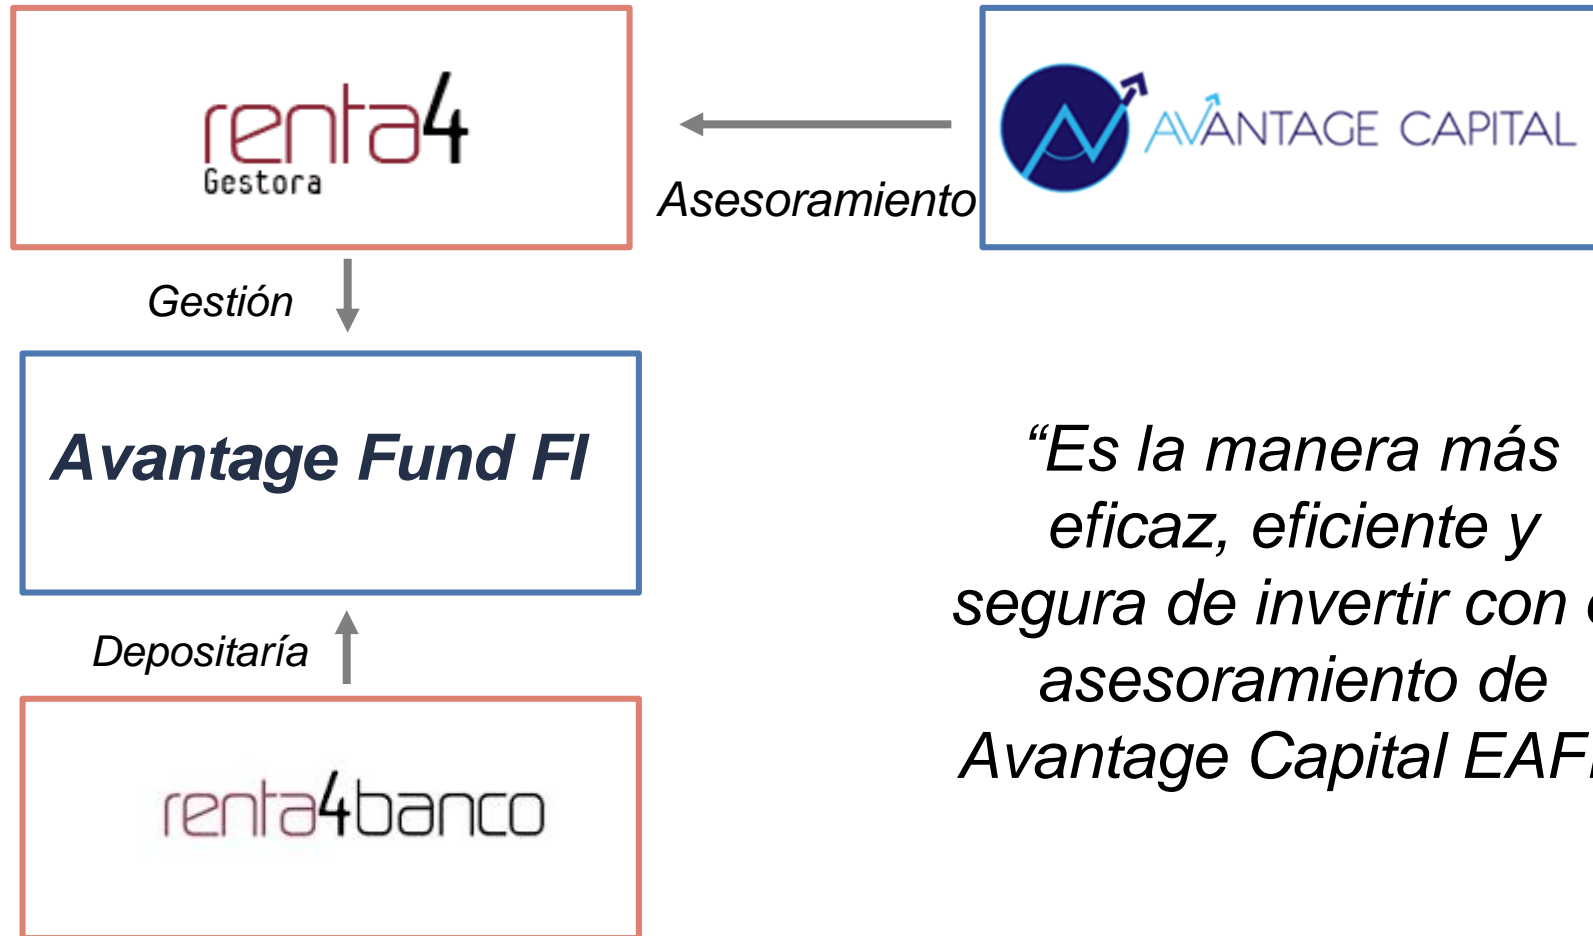 renta4
Gestora
AVANTAGE CAPITAL
Asesoramiento
Gestión
Avantage Fund FI
Depositaría
renta4banco
“Es la manera más
eficaz, eficiente y
segura de invertir con
asesoramiento de
Avantage Capital EAFI